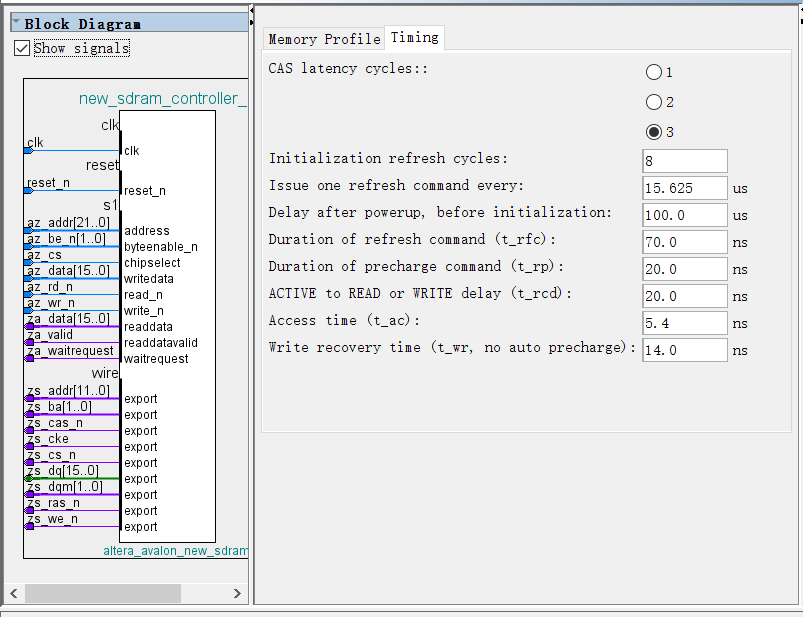 Block Diagram
Show signals
new_sdram_controller_
clk
clk
clk
reset
reset_n
reset_n
s1
az_addr[21..0]
address
az_be_n[1..0]
byteenable_n
az_cs
chipselect
az_data[15..0]
writedata
az_rd_n
read_n
az_wr_n
write_n
za_data[15..0]
readdata
za_valid
readdatavalid
za_waitrequest
waitrequest
wire
zs_addr[11..0]
export
zs_ba[1..0]
export
zs_cas_n
export
zs_cke
export
zs_cs_n
export
zs_dq[15..0]
export
zs_dqm[1..0]
export
zs_ras_n
export
zs_we_n
export
altera_avalon_new_sdram
Memory Profile
Timing
CAS latency cycles::
1
2
3
Initialization refresh cycles: 8
Issue one refresh command every: 15.625 us
Delay after powerup, before initialization: 100.0 us
Duration of refresh command (t_rfc): 70.0 ns
Duration of precharge command (t_rp): 20.0 ns
ACTIVE to READ or WRITE delay (t_rcd): 20.0 ns
Access time (t_ac): 5.4 ns
Write recovery time (t_wr, no auto precharge): 14.0 ns